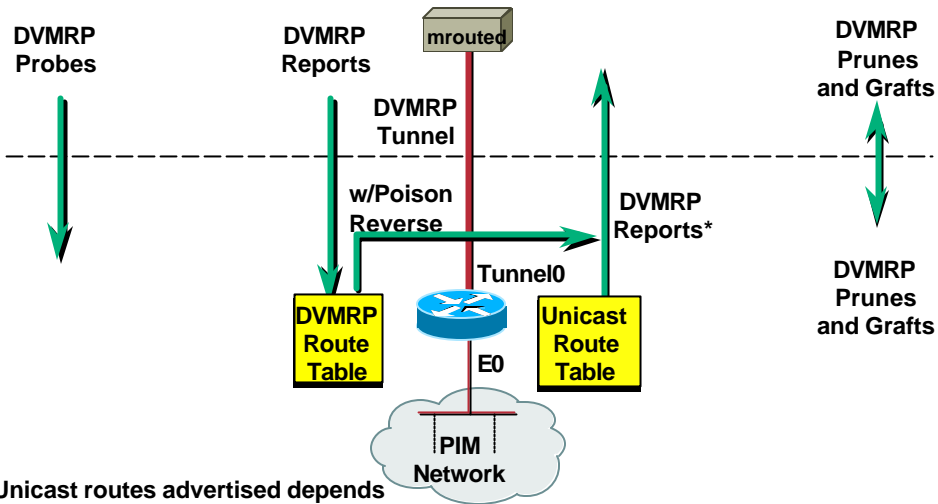 DVMRP
Probes
DVMRP
Reports
mrouted
DVMRP
Prunes
and Grafts
DVMRP
Tunnel
w/Poison
Reverse
DVMRP
Reports*
Tunnel0
DVMRP
Route
Table
Unicast
Route
Table
DVMRP
Prunes
and Grafts
E0
PIM
Network
Unicast routes advertised depends